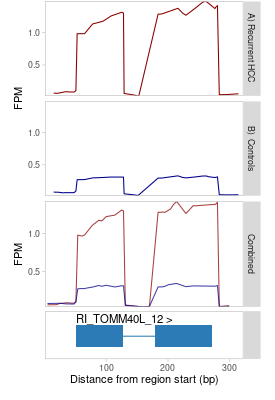 A) Recurrent HCC
1.0
0.5
FPM
B) Controls
1.0
0.5
Combined
1.0
0.5
FPM
RI_TOMM40L_12 >
0
100
200
300
Distance from region start (bp)